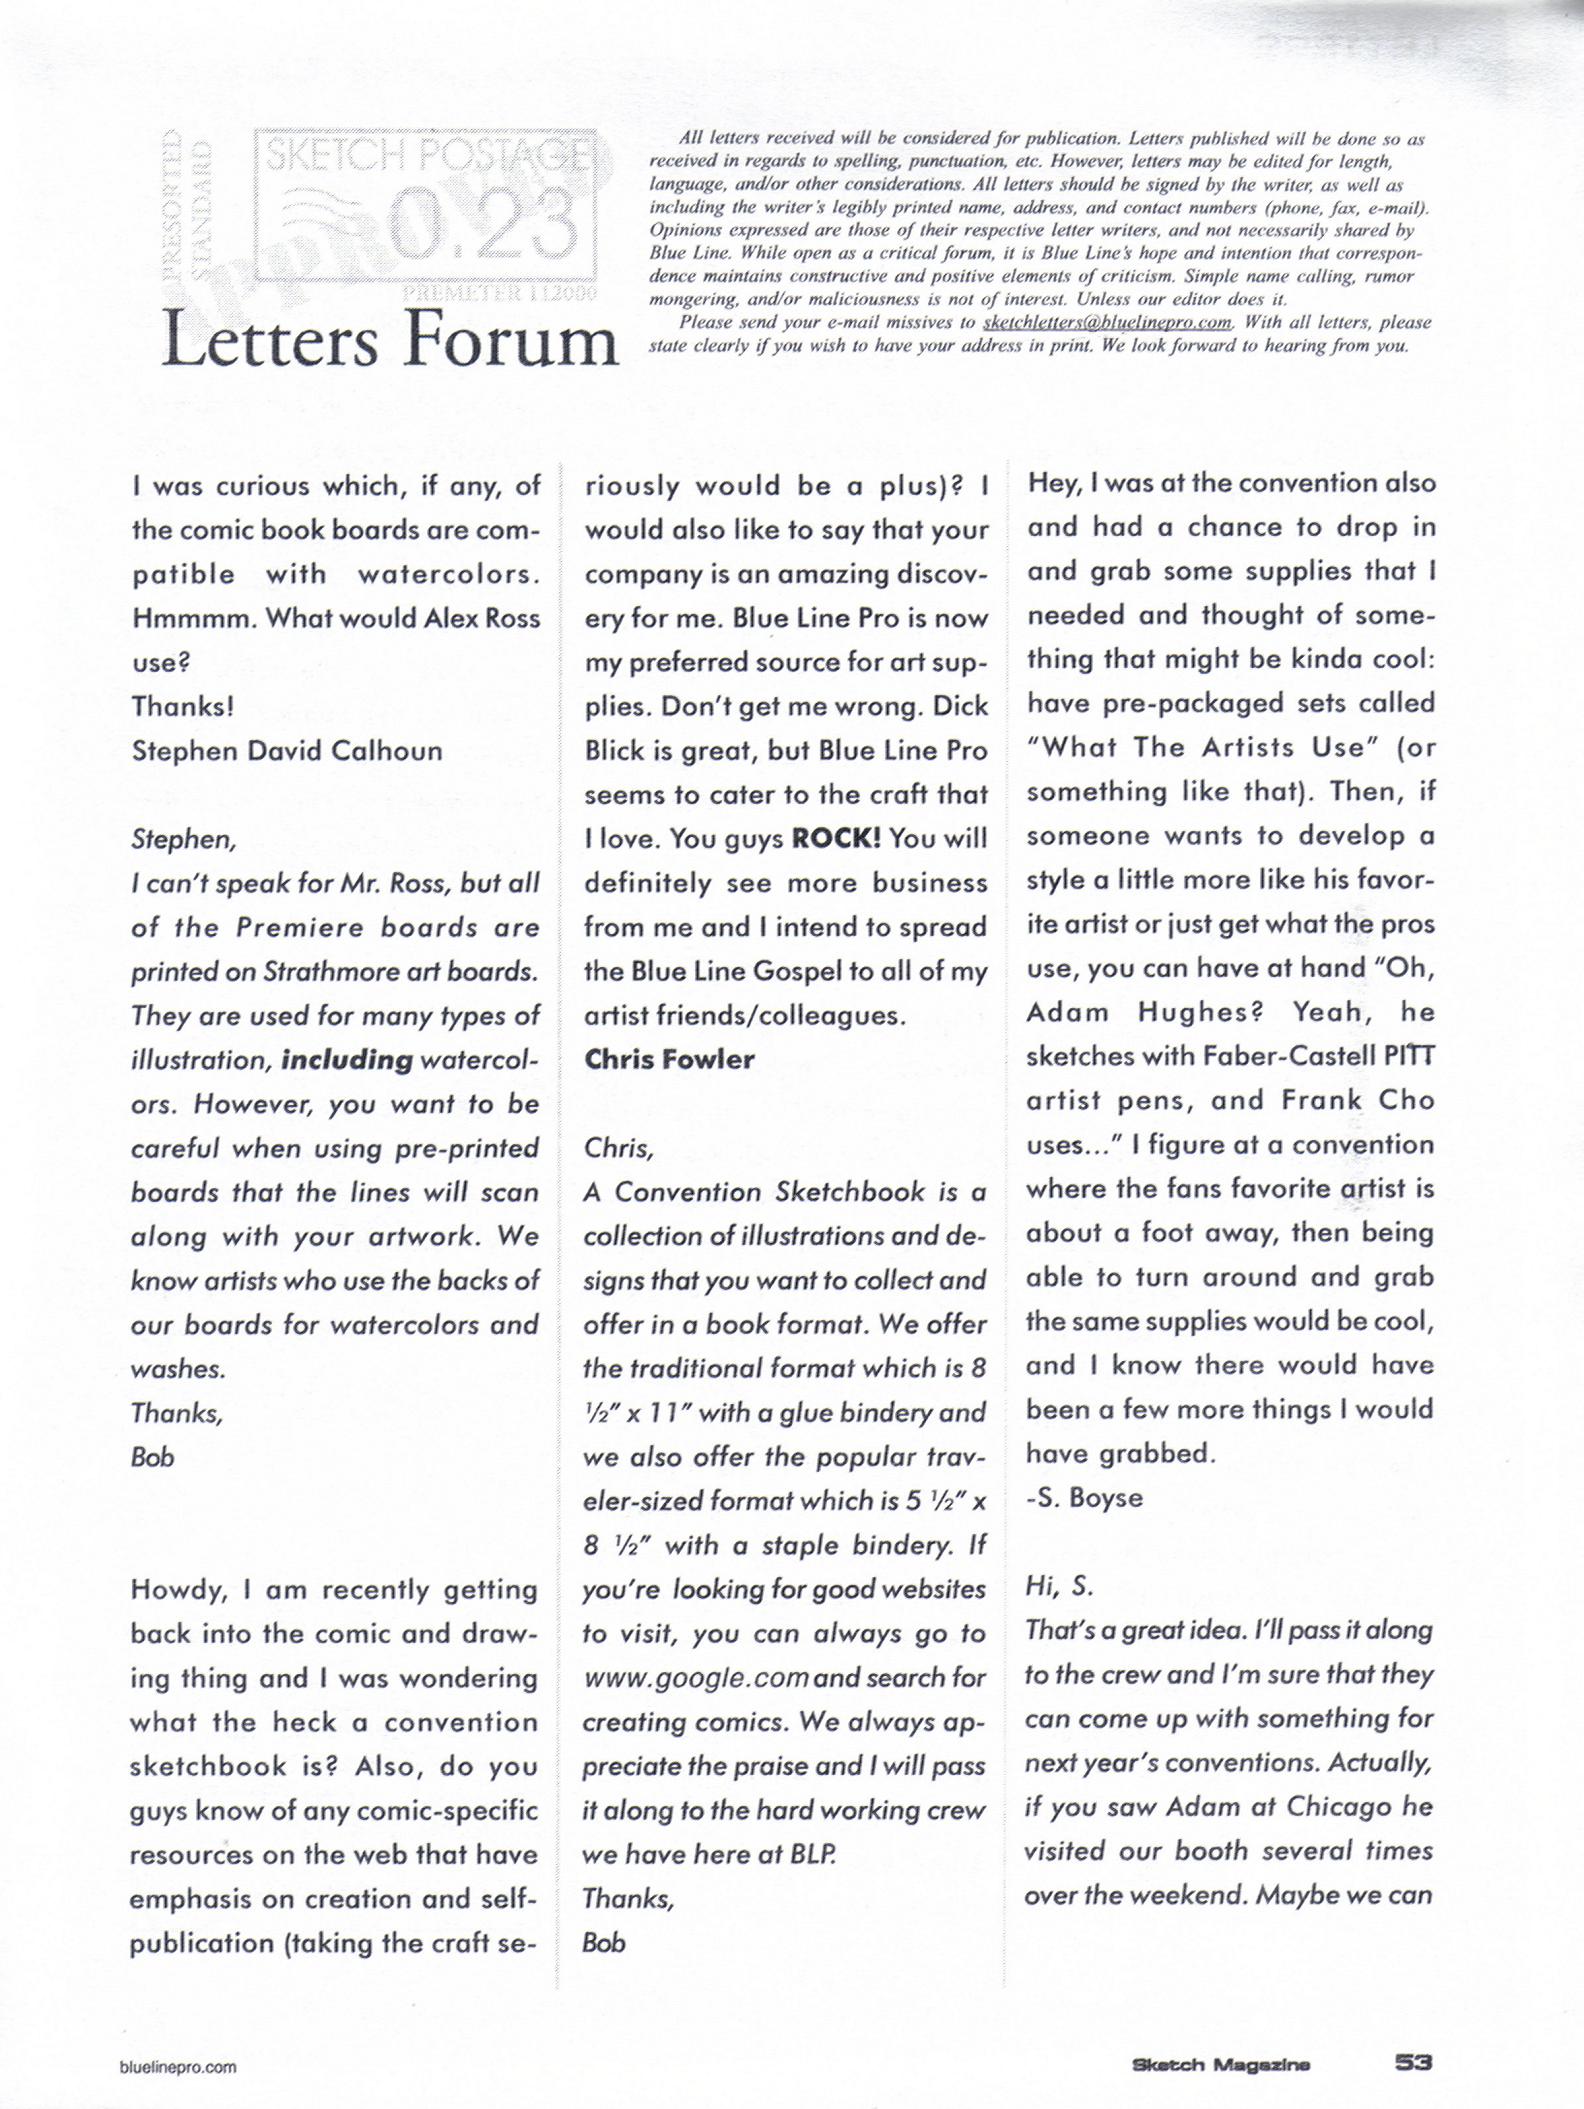 PRESORTED
STANDARD
SKETCH POSTAGE
0.23
PREMETER 112000
Letters Forum
All letters received will be considered for publication. Letters published will be done so as
received in regards to spelling, punctuation, etc. However, letters may be edited for length,
language, and/or other considerations. All letters should be signed by the writer, as well as
including the writer's legibly printed name, address, and contact numbers (phone, fax, e-mail).
Opinions expressed are those of their respective letter writers, and not necessarily shared by
Blue Line. While open as a critical forum, it is Blue Line's hope and intention that correspon-
dence maintains constructive and positive elements of criticism. Simple name calling, rumor
mongering, and/or maliciousness is not of interest. Unless our editor does it.
Please send your e-mail missives to sketchletters@bluelinepro.com. With all letters, please
state clearly if you wish to have your address in print. We look forward to hearing from you.
I was curious which, if any, of
the comic book boards are com-
patible with watercolors.
Hmmmm. What would Alex Ross
use?
Thanks!
Stephen David Calhoun
Stephen,
I can't speak for Mr. Ross, but all
of the Premiere boards are
printed on Strathmore art boards.
They are used for many types of
illustration, including watercol-
ors. However, you want to be
careful when using pre-printed
boards that the lines will scan
along with your artwork. We
know artists who use the backs of
our boards for watercolors and
washes.
Thanks,
Bob
Howdy, I am recently getting
back into the comic and draw-
ing thing and I was wondering
what the heck a convention
sketchbook is? Also, do you
guys know of any comic-specific
resources on the web that have
emphasis on creation and self-
publication (taking the craft se-
riously would be a plus)? I
would also like to say that your
company is an amazing discov-
ery for me. Blue Line Pro is now
my preferred source for art sup-
plies. Don't get me wrong. Dick
Blick is great, but Blue Line Pro
seems to cater to the craft that
I love. You guys ROCK! You will
definitely see more business
from me and I intend to spread
the Blue Line Gospel to all of my
artist friends/colleagues.
Chris Fowler
Chris,
A Convention Sketchbook is a
collection of illustrations and de-
signs that you want to collect and
offer in a book format. We offer
the traditional format which is 8
½" x 11" with a glue bindery and
we also offer the popular trav-
eler-sized format which is 5 ½" x
8 ½" with a staple bindery. If
you're looking for good websites
to visit, you can always go to
www.google.com and search for
creating comics. We always ap-
preciate the praise and I will pass
it along to the hard working crew
we have here at BLP.
Thanks,
Bob
Hey, I was at the convention also
and had a chance to drop in
and grab some supplies that I
needed and thought of some-
thing that might be kinda cool:
have pre-packaged sets called
"What The Artists Use" (or
something like that). Then, if
someone wants to develop a
style a little more like his favor-
ite artist or just get what the pros
use, you can have at hand "Oh,
Adam Hughes? Yeah, he
sketches with Faber-Castell PITT
artist pens, and Frank Cho
uses..." I figure at a convention
where the fans favorite artist is
about a foot away, then being
able to turn around and grab
the same supplies would be cool,
and I know there would have
been a few more things I would
have grabbed.
-S. Boyse
Hi, S.
That's a great idea. I'll pass it along
to the crew and I'm sure that they
can come up with something for
next year's conventions. Actually,
if you saw Adam at Chicago he
visited our booth several times
over the weekend. Maybe we can
bluelinepro.com
Sketch Magazine
53